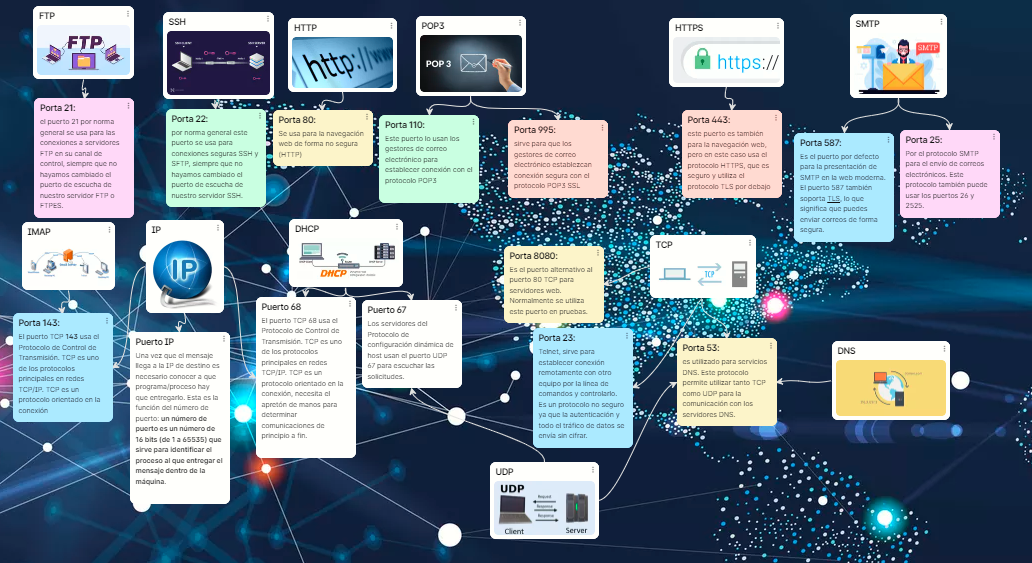 FTP
FTP
Porta 21:
el puerto 21 por norma
general se usa para las
conexiones a servidores
FTP en su canal de
control, siempre que no
hayamos cambiado el
puerto de escucha de
nuestro servidor FTP o
FTPES.
SSH
Porta 22:
por norma general este
puerto se usa para
conexiones seguras SSH y
SFTP, siempre que no
hayamos cambiado el
puerto de escucha de
nuestro servidor SSH.
HTTP
http://www
Porta 80:
Se usa para la navegación
web de forma no segura
(HTTP)
POP3
POP 3
Porta 110:
Este puerto lo usan los
gestores de correo
electrónico para
establecer conexión con el
protocolo POP3
Porta 995:
sirve para que los
gestores de correo
electrónico establezcan
conexión segura con el
protocolo POP3 SSL
HTTPS
https://
Porta 443:
este puerto es también
para la navegación web,
pero en este caso usa el
protocolo HTTPS, que es
seguro y utiliza el
protocolo TLS por debajo
SMTP
SMTP
Porta 587:
Es el puerto por defecto
para la presentación de
SMTP en la web moderna.
El puerto 587 también
soporta TLS, lo que
significa que puedes
enviar correos de forma
segura.
Porta 25:
Por el protocolo SMTP
para el envío de correos
electrónicos. Este
protocolo también puede
usar los puertos 26 y
2525.
IMAP
Porta 143:
El puerto TCP 143 usa el
Protocolo de Control de
Transmisión. TCP es uno
de los protocolos
principales en redes
TCP/IP. TCP es un
protocolo orientado en la
conexión
IP
IP
Puerto IP
Una vez que el mensaje
llega a la IP de destino es
necesario conocer a que
programa/proceso hay
que entregarlo. Esta es la
función del número de
puerto: un número de
puerto es un número de
16 bits (de 1 a 65535) que
sirve para identificar el
proceso al que entregar el
mensaje dentro de la
máquina.
DHCP
DHCP
Puerto 68
El puerto TCP 68 usa el
Protocolo de Control de
Transmisión. TCP es uno
de los protocolos
principales en redes
TCP/IP. TCP es un
protocolo orientado en la
conexión, necesita el
apretón de manos para
determinar
comunicaciones de
principio a fin.
Puerto 67
Los servidores del
Protocolo de
configuración dinámica de
host usan el puerto UDP
67 para escuchar las
solicitudes.
Porta 8080:
Es el puerto alternativo al
puerto 80 TCP para
servidores web.
Normalmente se utiliza
este puerto en pruebas.
TCP
TCP
Porta 23:
Telnet, sirve para
establecer conexión
remotamente con otro
equipo por la línea de
comandos y controlarlo.
Es un protocolo no seguro
ya que la autenticación y
todo el tráfico de datos se
envía sin cifrar.
Porta 53:
es utilizado para servicios
DNS. Este protocolo
permite utilizar tanto TCP
como UDP para la
comunicación con los
servidores DNS.
DNS
UDP
UDP
Request
Response
Response
Client
Server